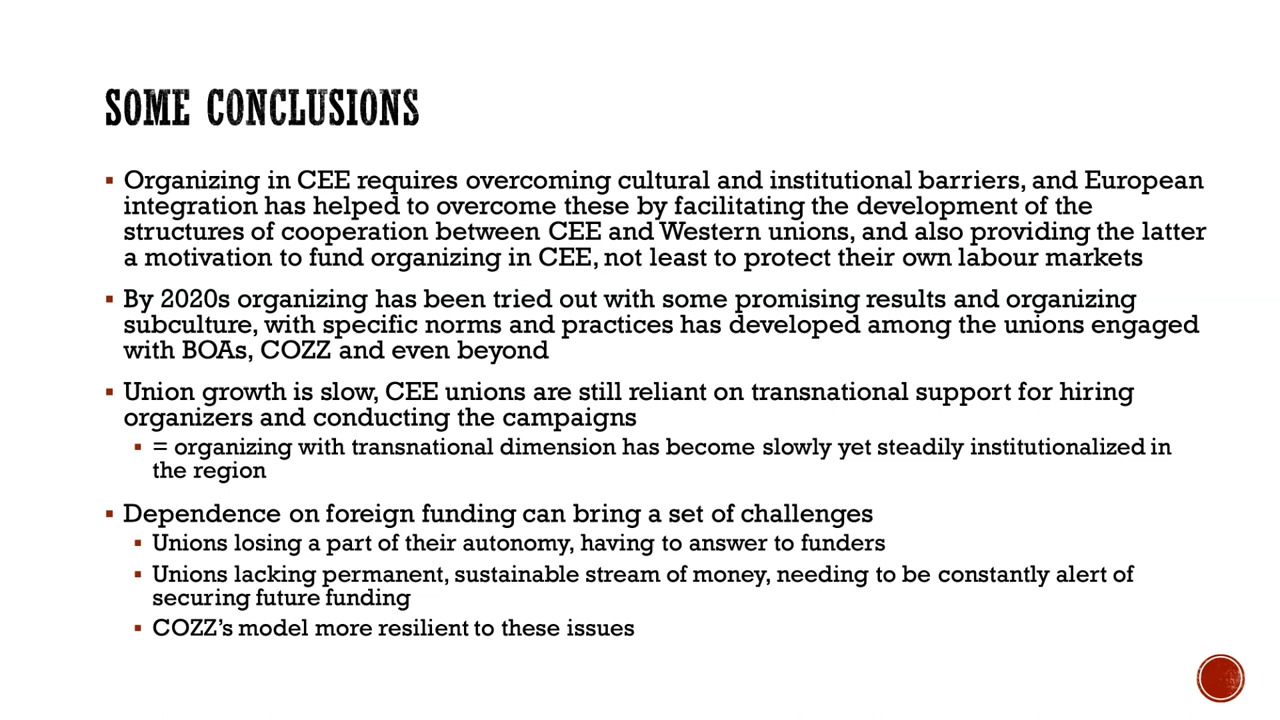 SOME CONCLUSIONS
▪ Organizing in CEE requires overcoming cultural and institutional barriers, and European
integration has helped to overcome these by facilitating the development of the
structures of cooperation between CEE and Western unions, and also providing the latter
a motivation to fund organizing in CEE, not least to protect their own labour markets
▪ By 2020s organizing has been tried out with some promising results and organizing
subculture, with specific norms and practices has developed among the unions engaged
with BOAs, COZZ and even beyond
▪ Union growth is slow, CEE unions are still reliant on transnational support for hiring
organizers and conducting the campaigns
▪ = organizing with transnational dimension has become slowly yet steadily institutionalized in
the region
▪ Dependence on foreign funding can bring a set of challenges
▪ Unions losing a part of their autonomy, having to answer to funders
▪ Unions lacking permanent, sustainable stream of money, needing to be constantly alert of
securing future funding
▪ COZZ's model more resilient to these issues